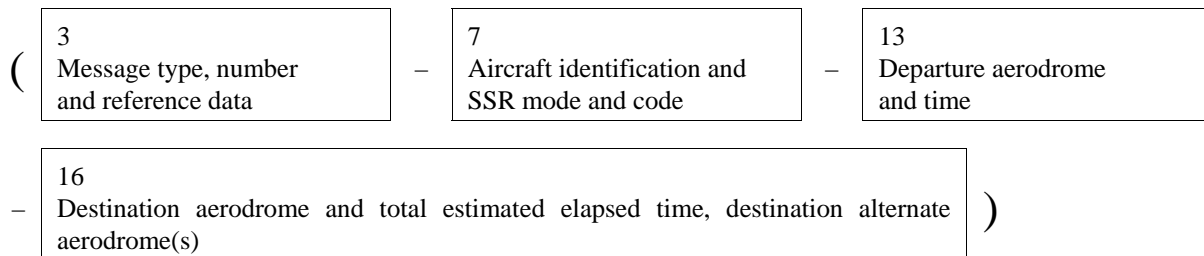 3 7 13
( Message type, number – Aircraft identification and – Departure aerodrome
and reference data SSR mode and code and time
16
– Destination aerodrome and total estimated elapsed time, destination alternate )
aerodrome(s)